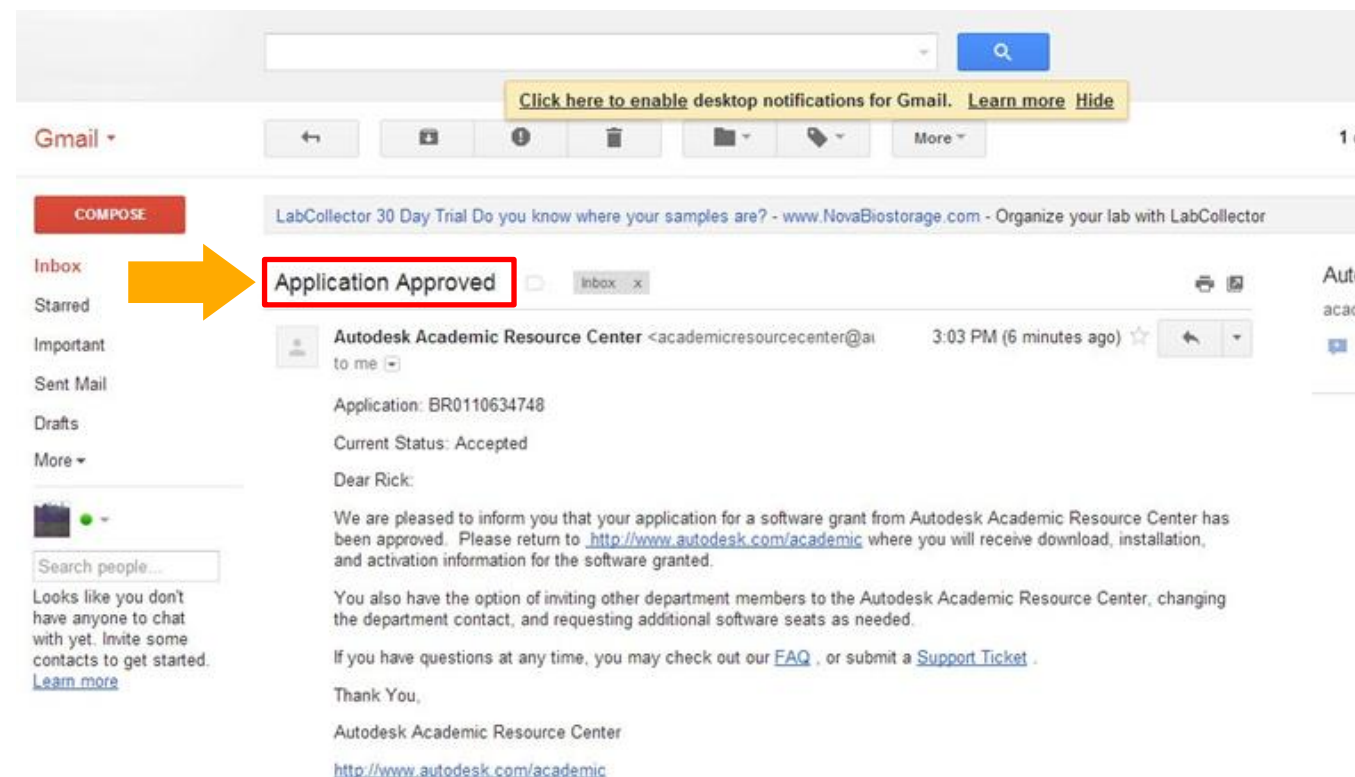 Click here to enable desktop notifications for Gmail. Learn more Hide
Gmail
More
1
COMPOSE
LabCollector 30 Day Trial Do you know where your samples are? - www.NovaBiostorage.com - Organize your lab with LabCollector
Inbox
Starred
Important
Sent Mail
Drafts
More
Search people...
Looks like you don't
have anyone to chat
with yet. Invite some
contacts to get started.
Learn more
Application Approved
Inbox x
Autodesk Academic Resource Center <academicresourcecenter@au
3:03 PM (6 minutes ago)
to me
Application: BR0110634748
Current Status: Accepted
Dear Rick:
We are pleased to inform you that your application for a software grant from Autodesk Academic Resource Center has
been approved. Please return to http://www.autodesk.com/academic where you will receive download, installation,
and activation information for the software granted.
You also have the option of inviting other department members to the Autodesk Academic Resource Center, changing
the department contact, and requesting additional software seats as needed.
If you have questions at any time, you may check out our FAQ , or submit a Support Ticket .
Thank You,
Autodesk Academic Resource Center
http://www.autodesk.com/academic
Aut
acad